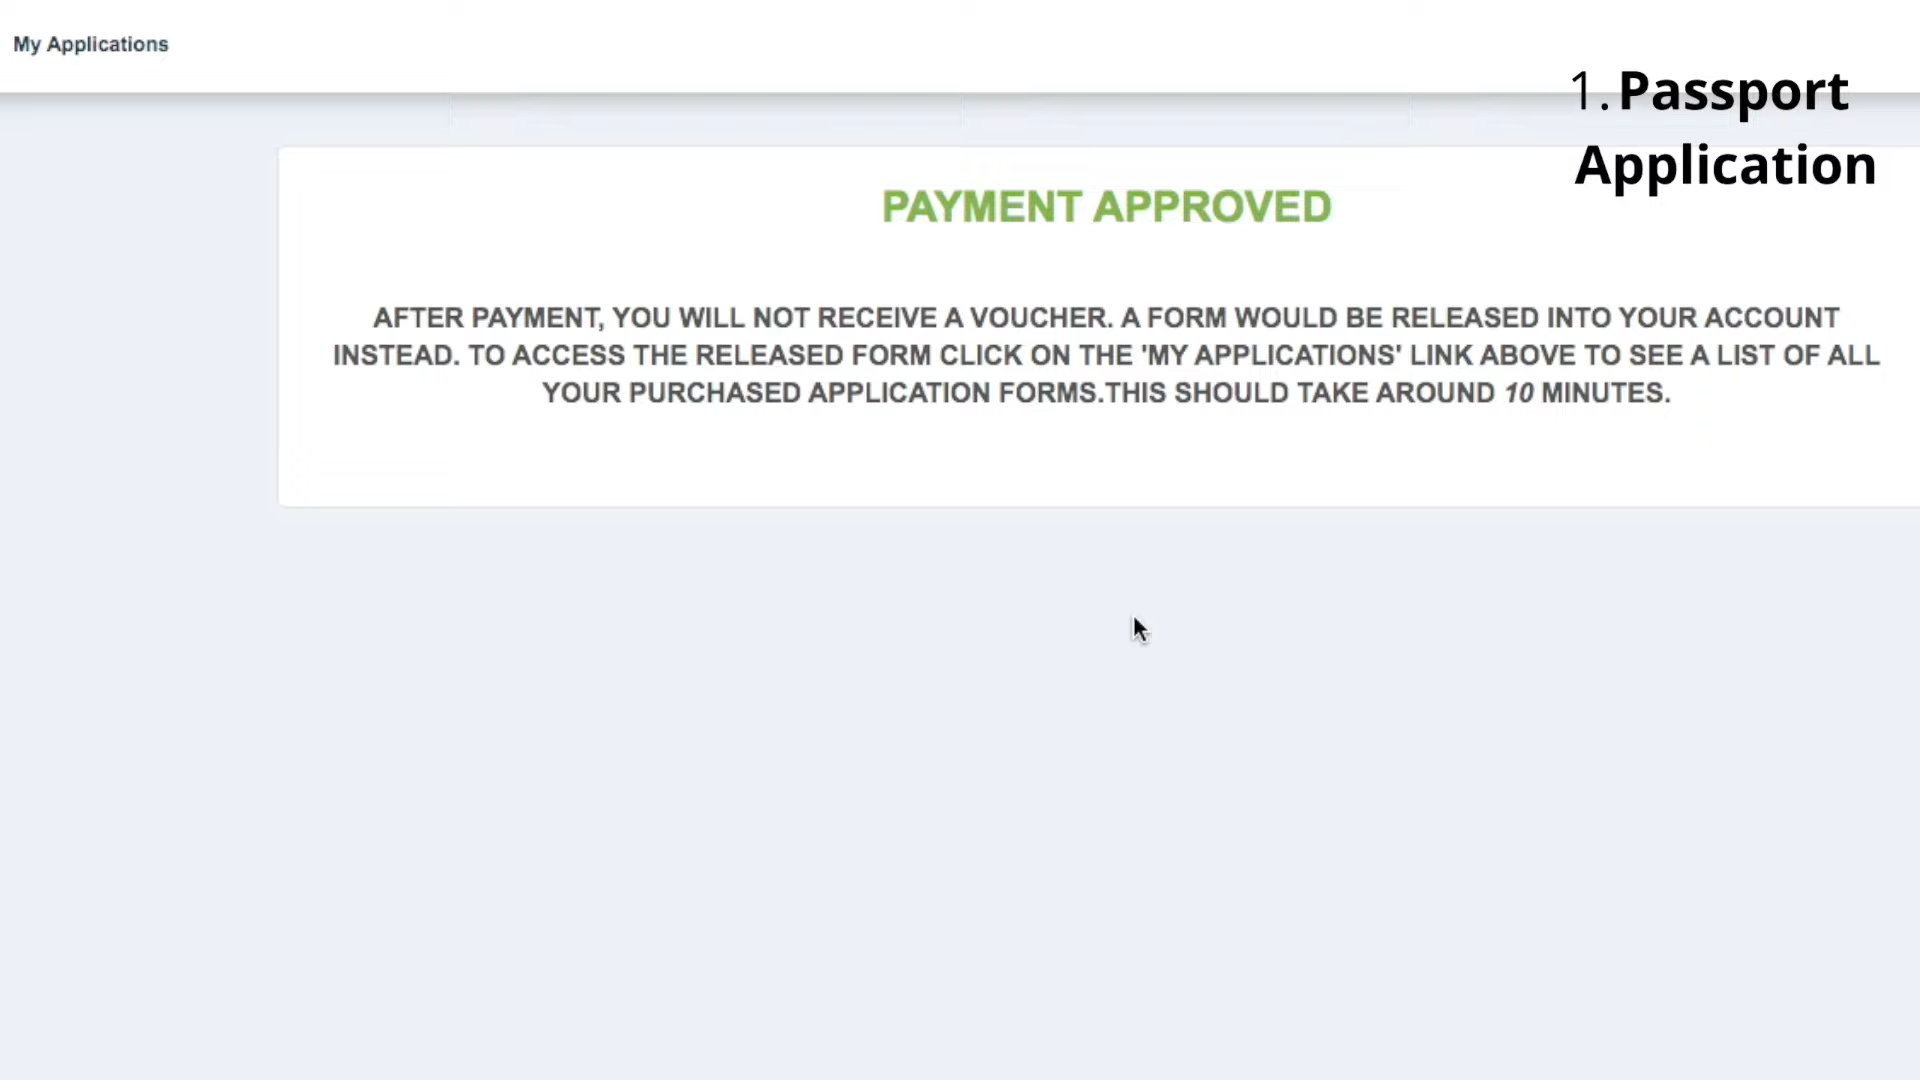 My Applications
1. Passport
Application
PAYMENT APPROVED
AFTER PAYMENT, YOU WILL NOT RECEIVE A VOUCHER. A FORM WOULD BE RELEASED INTO YOUR ACCOUNT
INSTEAD. TO ACCESS THE RELEASED FORM CLICK ON THE 'MY APPLICATIONS' LINK ABOVE TO SEE A LIST OF ALL
YOUR PURCHASED APPLICATION FORMS.THIS SHOULD TAKE AROUND 10 MINUTES.